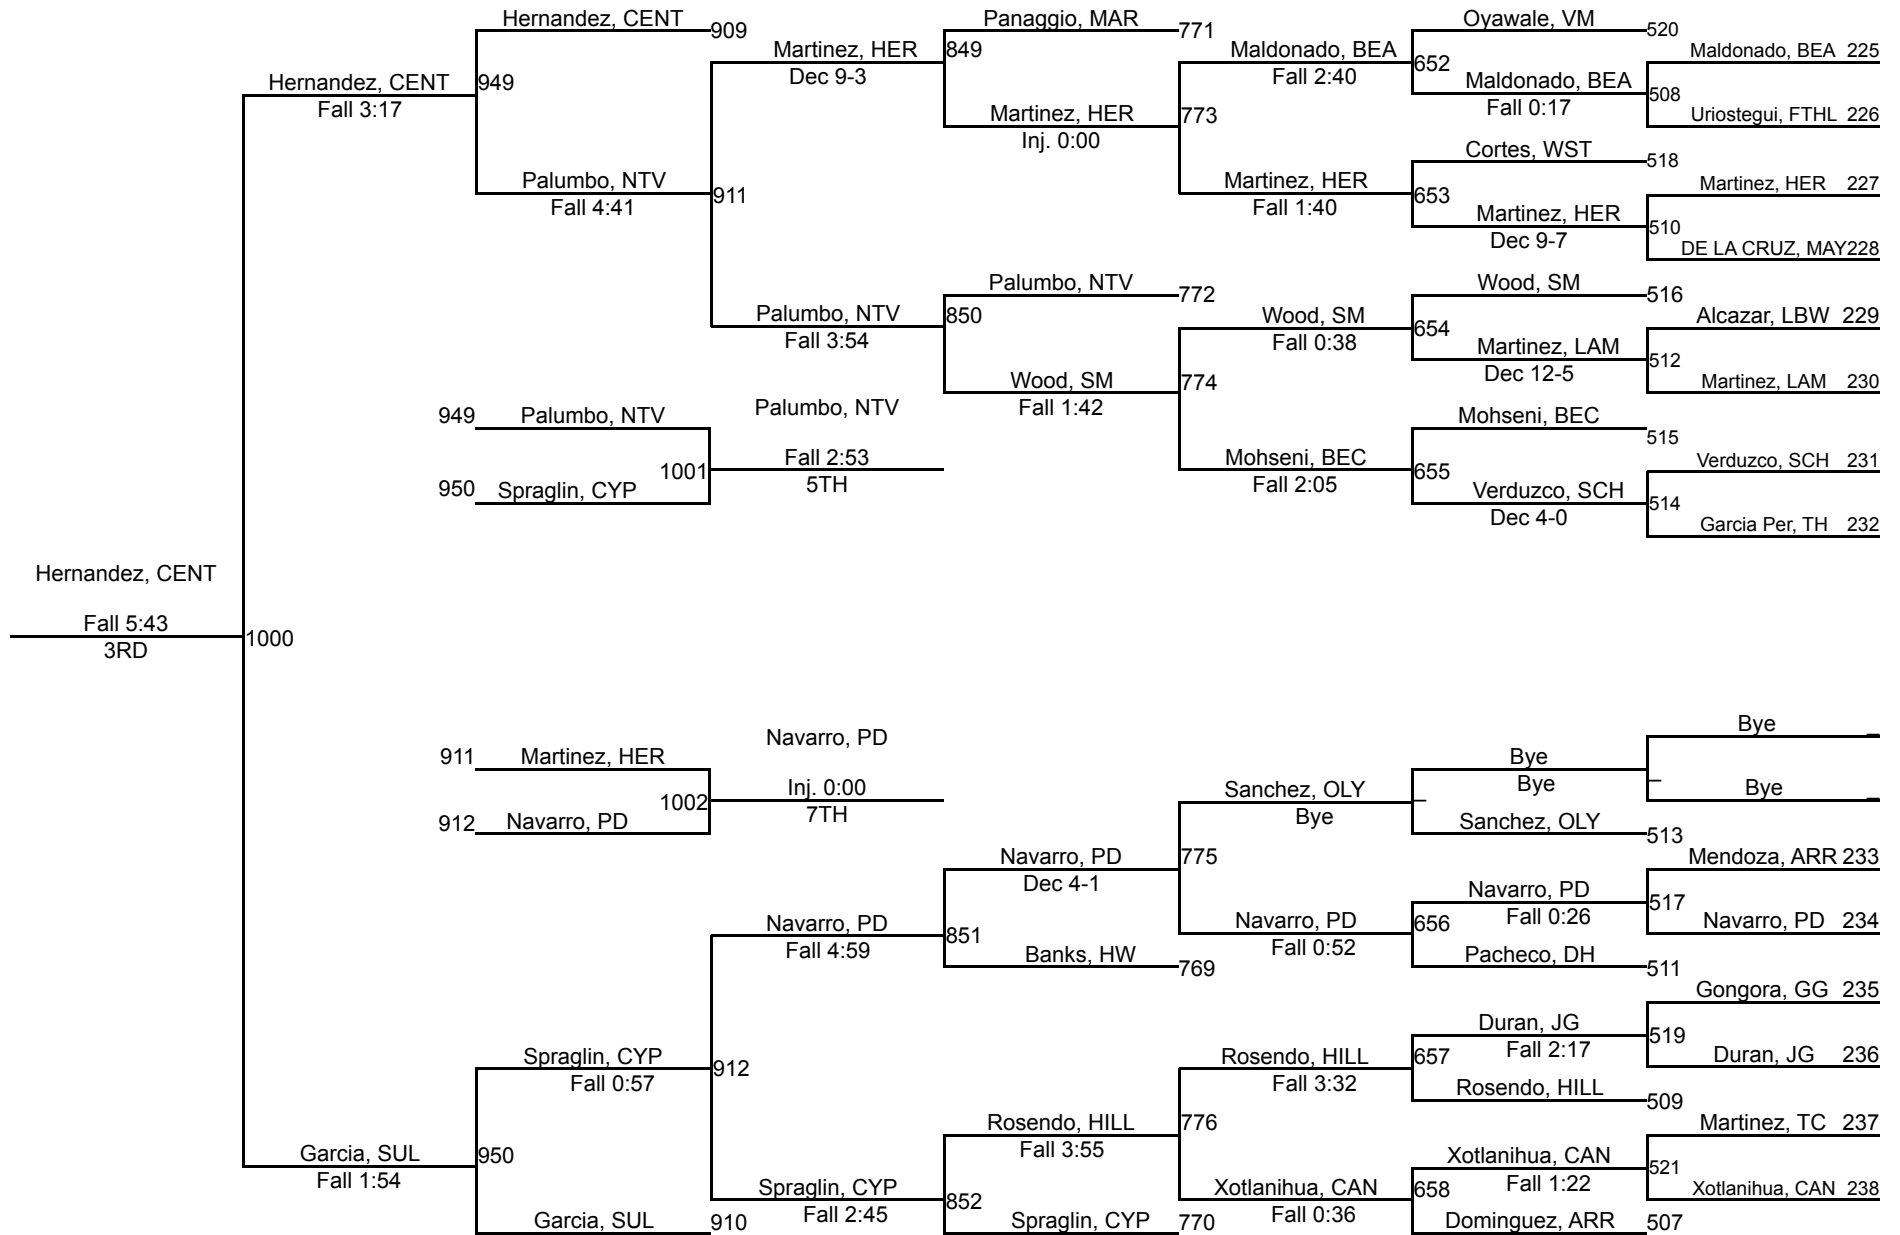 Hernandez, CENT
909
Panaggio, MAR
771
Oyawale, VM
520
Martinez, HER
Dec 9-3
849
Maldonado, BEA
Fall 2:40
652
Maldonado, BEA 225
Hernandez, CENT
Fall 3:17
949
Maldonado, BEA
Fall 0:17
508
Uriostegui, FTHL 226
Martinez, HER
Inj. 0:00
773
Cortes, WST
518
Palumbo, NTV
Fall 4:41
911
Martinez, HER
Fall 1:40
653
Martinez, HER 227
Martinez, HER
Dec 9-7
510
DE LA CRUZ, MAY228
Palumbo, NTV
772
Wood, SM
516
Palumbo, NTV
Fall 3:54
850
Wood, SM
Fall 0:38
654
Alcazar, LBW 229
Martinez, LAM
Dec 12-5
512
Martinez, LAM 230
Wood, SM
Fall 1:42
774
949
Palumbo, NTV
Palumbo, NTV
Mohseni, BEC
515
950
Spraglin, CYP
1001
Fall 2:53
5TH
Mohseni, BEC
Fall 2:05
655
Verduzco, SCH 231
Verduzco, SCH
Dec 4-0
514
Garcia Per, TH 232
Hernandez, CENT
Fall 5:43
3RD
1000
911
Martinez, HER
Navarro, PD
Bye
Bye
Bye
Bye
912
Navarro, PD
1002
Inj. 0:00
7TH
Sanchez, OLY
Bye
Sanchez, OLY
513
Navarro, PD
Dec 4-1
775
Mendoza, ARR 233
Navarro, PD
Fall 0:26
517
Navarro, PD 234
Navarro, PD
Fall 4:59
851
Navarro, PD
Fall 0:52
656
Banks, HW
769
Pacheco, DH
511
Gongora, GG 235
Duran, JG
Fall 2:17
519
Duran, JG 236
Spraglin, CYP
Fall 0:57
912
Rosendo, HILL
Fall 3:32
657
Rosendo, HILL
509
Rosendo, HILL
Fall 3:55
776
Martinez, TC 237
Garcia, SUL
Fall 1:54
950
Xotlanihua, CAN
Fall 1:22
521
Xotlanihua, CAN 238
Spraglin, CYP
Fall 2:45
852
Xotlanihua, CAN
Fall 0:36
658
Garcia, SUL
910
Spraglin, CYP
770
Dominguez, ARR
507